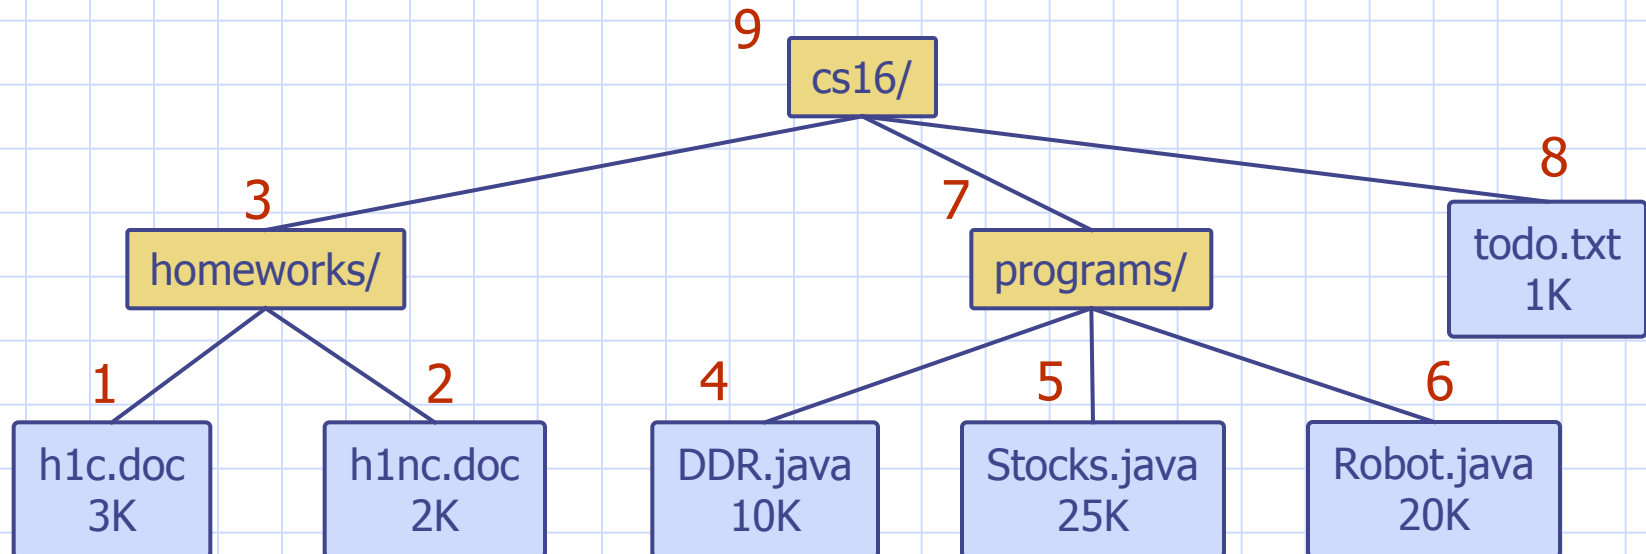 9
cs16/
8
3
7
homeworks/
programs/
todo.txt
1K
1
2
4
5
6
h1c.doc
3K
h1nc.doc
2K
DDR.java
10K
Stocks.java
25K
Robot.java
20K